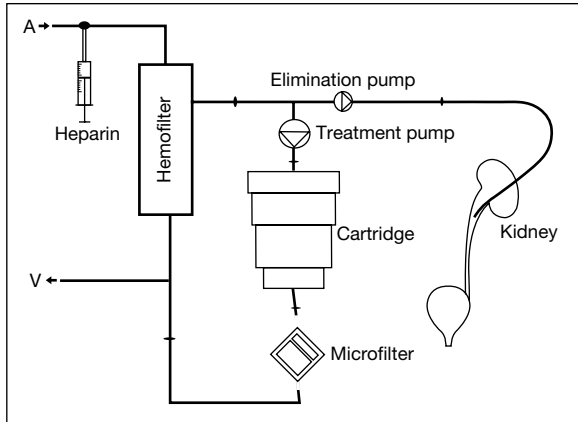 A
Elimination pump
Heparin
Hemofilter
Treatment pump
Cartridge
Kidney
V
Microfilter